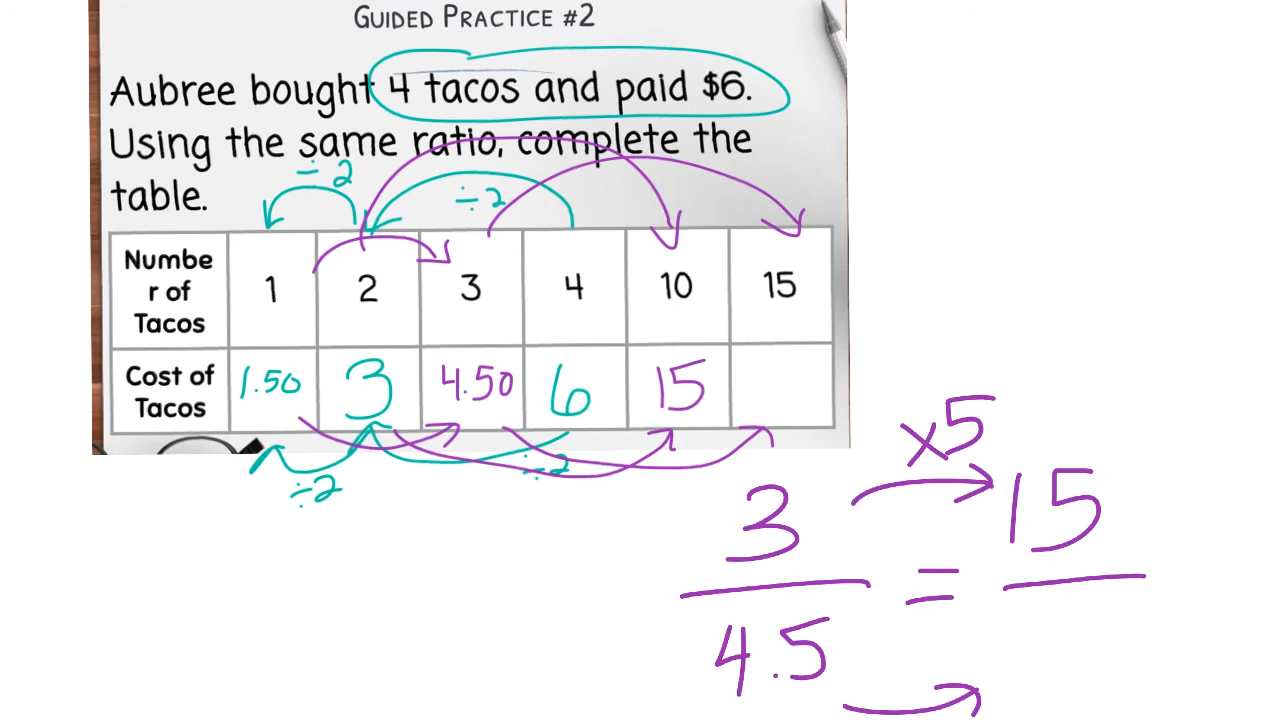 GUIDED PRACTICE #2
Aubree bought 4 tacos and paid $6.
Using the same ratio, complete the
table.
÷2 ÷2
Numbe
r of
Tacos
1 2 3 4 10 15
Cost of
Tacos
1.50 3 4.50 6 15
÷2 ÷2
×5
3 = 15
4.5